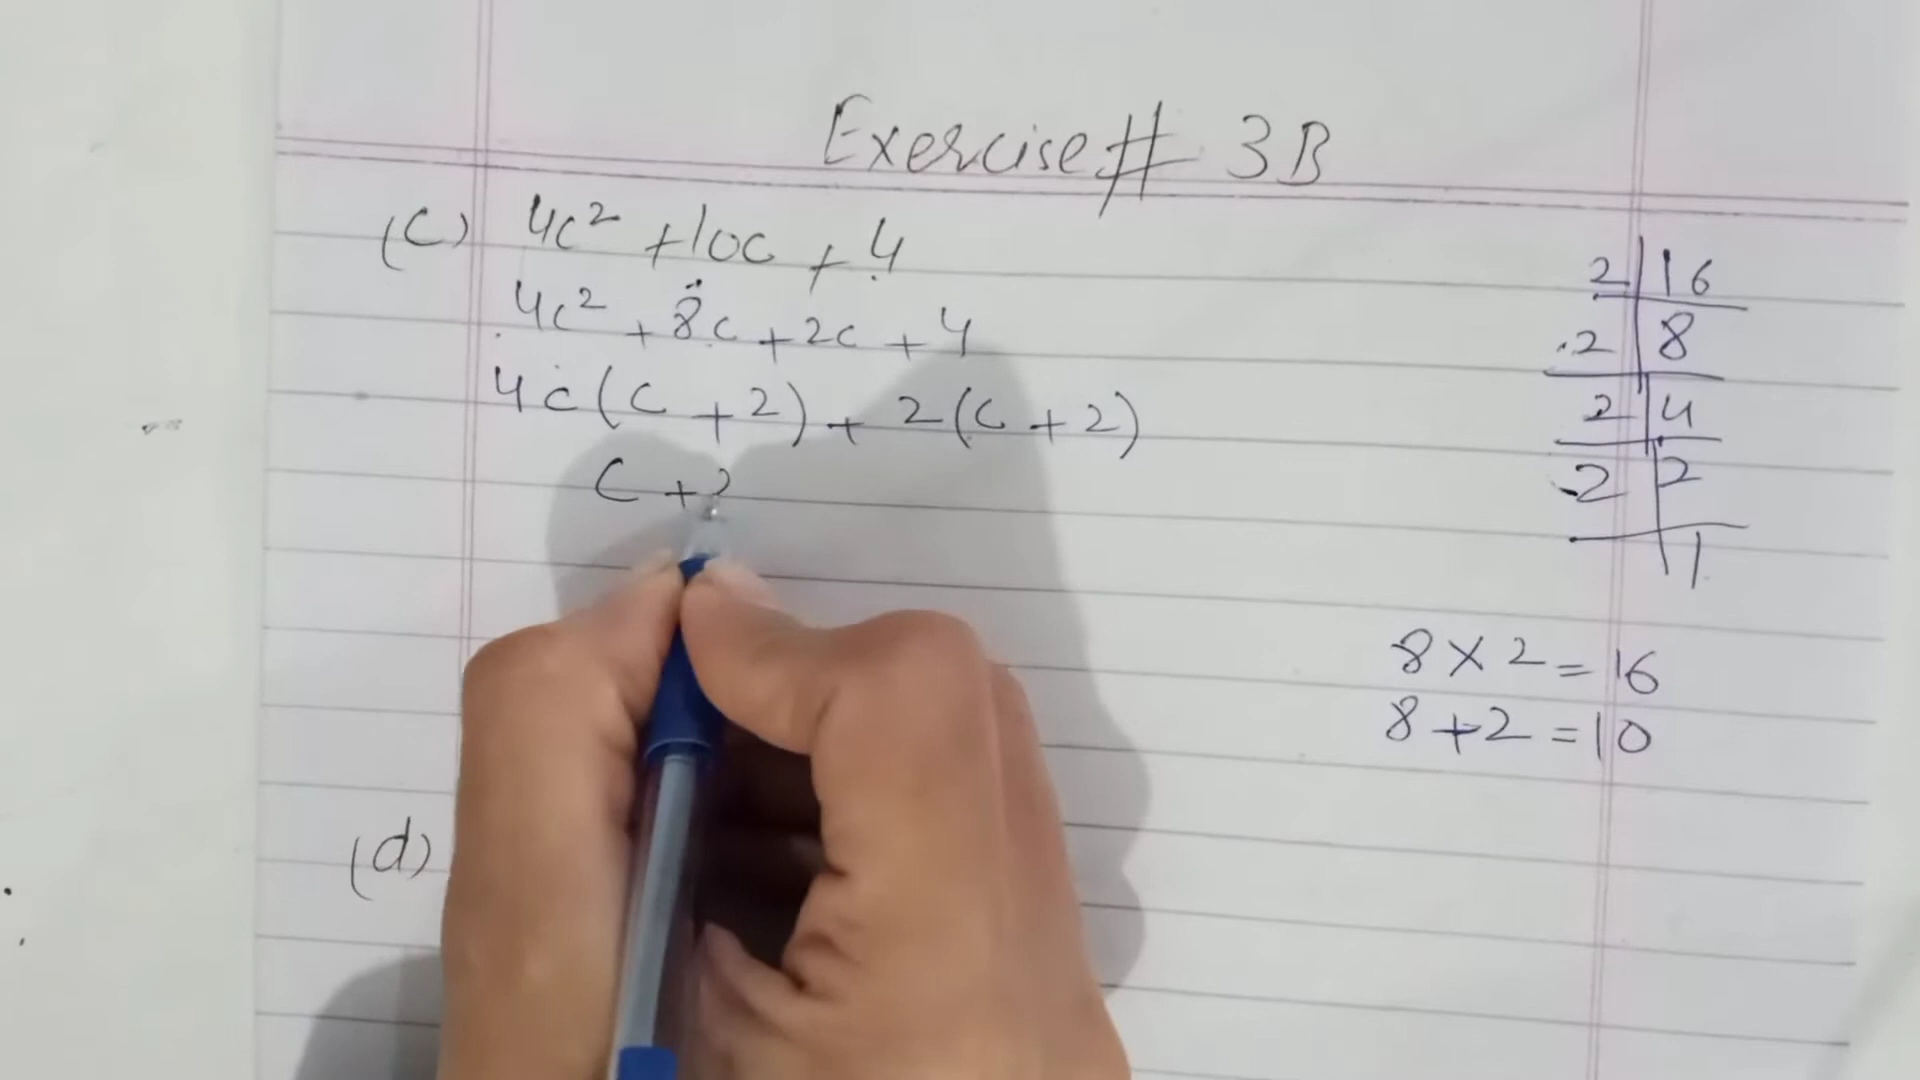 Exercise # 3B
(C) 4c² + 10c + 4
4c² + 8c + 2c + 4
4c(c + 2) + 2(c + 2)
c + 2
(d)
2 | 16
2 | 8
2 | 4
2 | 2
1
8 × 2 = 16
8 + 2 = 10